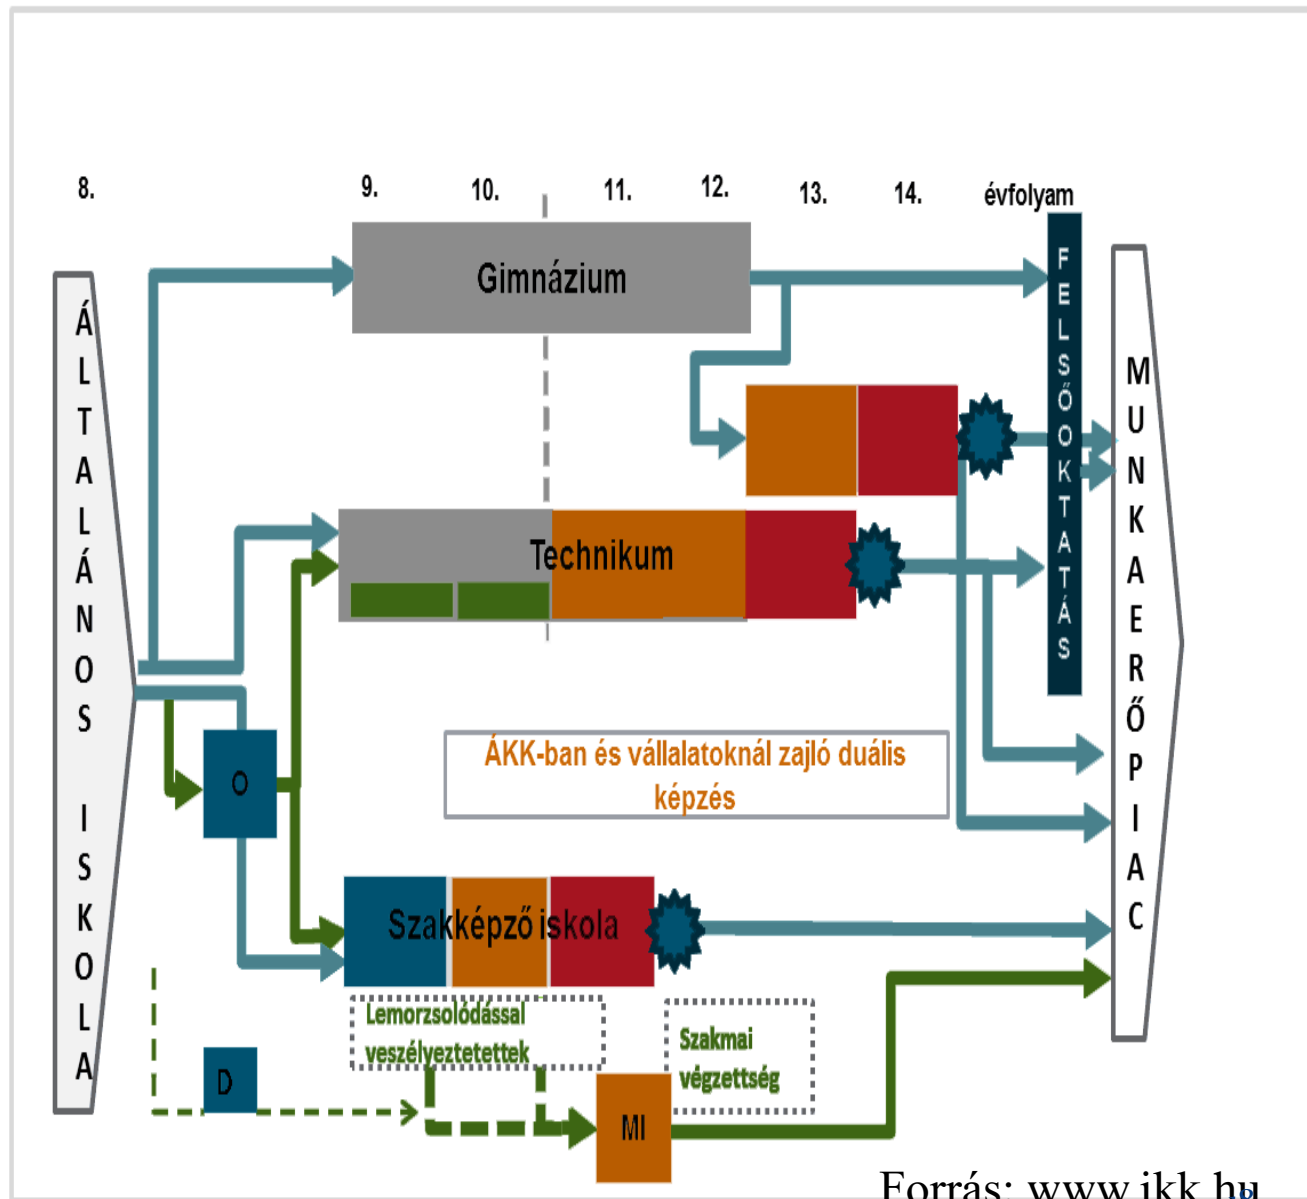 8.
9.
10.
11.
12.
13.
14.
évfolyam
ÁLTALÁNOS ISKOLA
Gimnázium
Technikum
FELSŐOKTATÁS
MUNKAERŐPIAC
O
ÁKK-ban és vállalatoknál zajló duális
képzés
Szakképző iskola
Lemorzsolódással
veszélyeztetettek
Szakmai
végzettség
D
MI
Forrás: www.ikk.hu